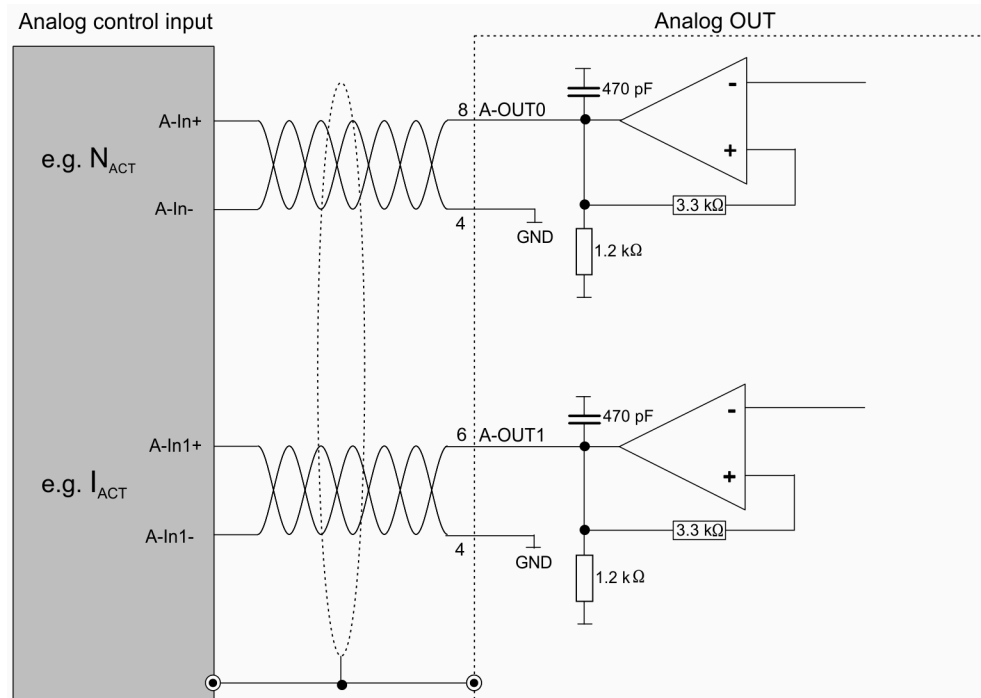 Analog control input
Analog OUT
470 pF
-
8 A-OUT0
A-In+
e.g. NACT
+
A-In-
3.3 kΩ
4
GND
1.2 kΩ
470 pF
-
6 A-OUT1
A-In1+
e.g. IACT
+
A-In1-
3.3 kΩ
4
GND
1.2 kΩ